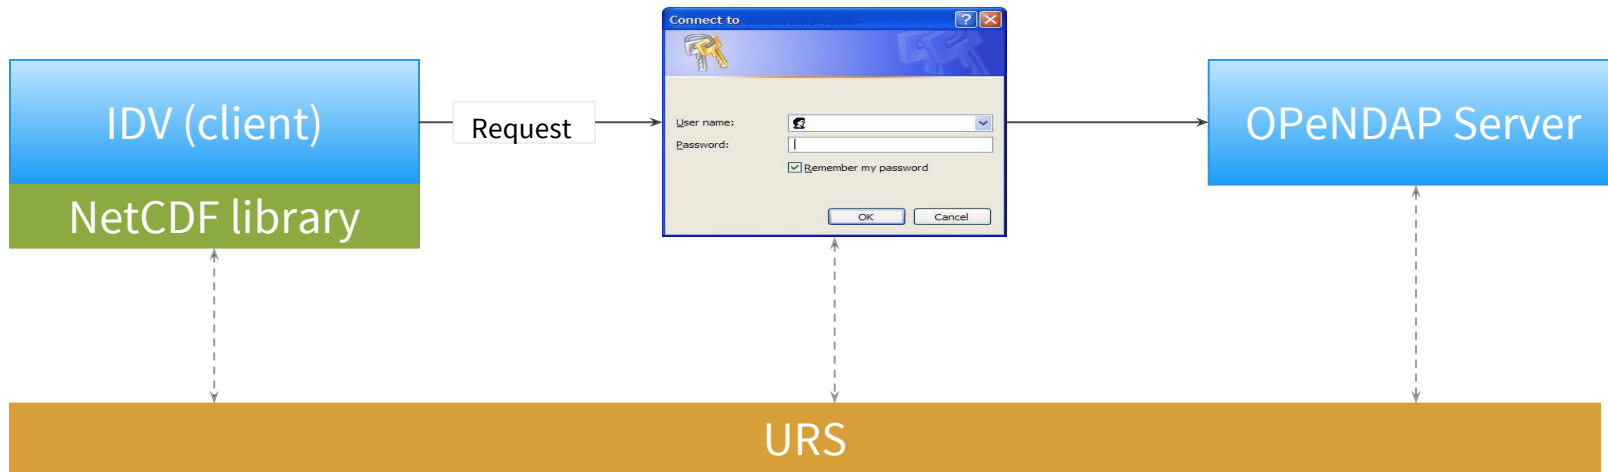 Connect to
IDV (client)
NetCDF library
Request
User name:
Password:
Remember my password
OK
Cancel
OPeNDAP Server
URS